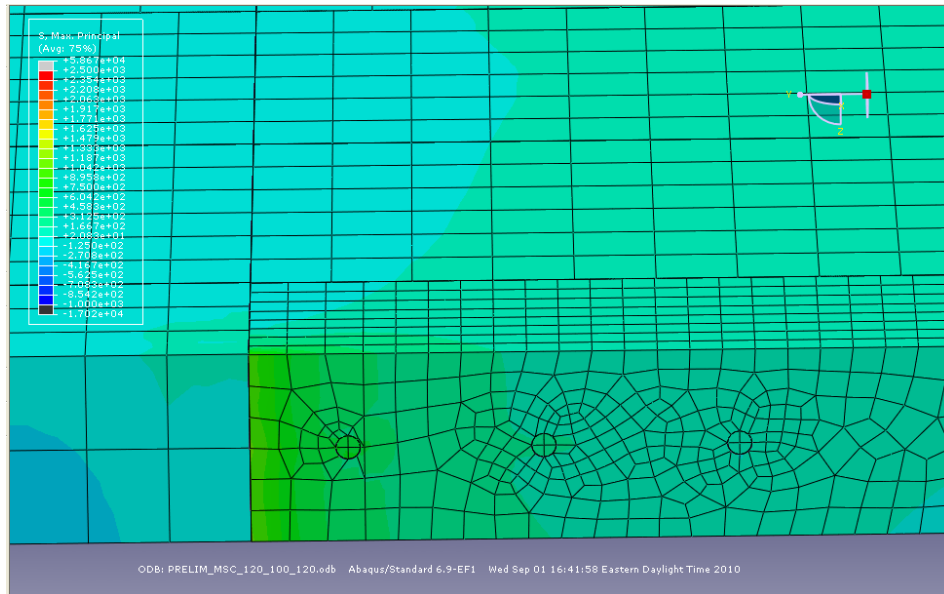 S, Max. Principal
(Avg: 75%)
+5.867e+04
+2.500e+03
+2.354e+03
+2.208e+03
+2.063e+03
+1.917e+03
+1.771e+03
+1.625e+03
+1.479e+03
+1.333e+03
+1.187e+03
+1.042e+03
+8.958e+02
+7.500e+02
+6.042e+02
+4.583e+02
+3.125e+02
+1.667e+02
+2.083e+01
-1.250e+02
-2.708e+02
-4.167e+02
-5.625e+02
-7.083e+02
-8.542e+02
-1.000e+03
-1.702e+04
Y
Z
ODB: PRELIM_MSC_120_100_120.odb Abaqus/Standard 6.9-EF1 Wed Sep 01 16:41:58 Eastern Daylight Time 2010